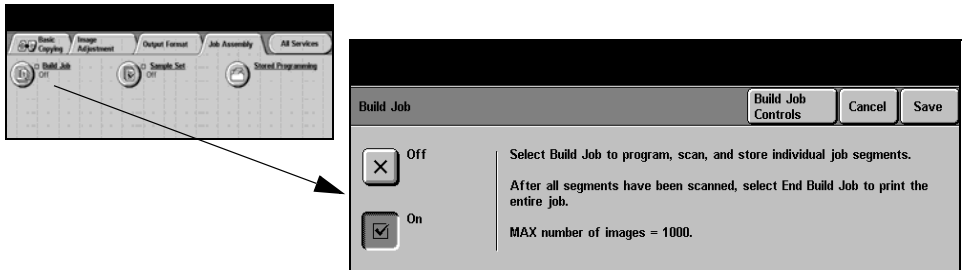 Basic Copying
Image Adjustment
Output Format
Job Assembly
All Services
Build Job
Off
Sample Set
Off
Stored Programming
Build Job
Build Job Controls
Cancel
Save
Off
On
Select Build Job to program, scan, and store individual job segments.
After all segments have been scanned, select End Build Job to print the
entire job.
MAX number of images = 1000.